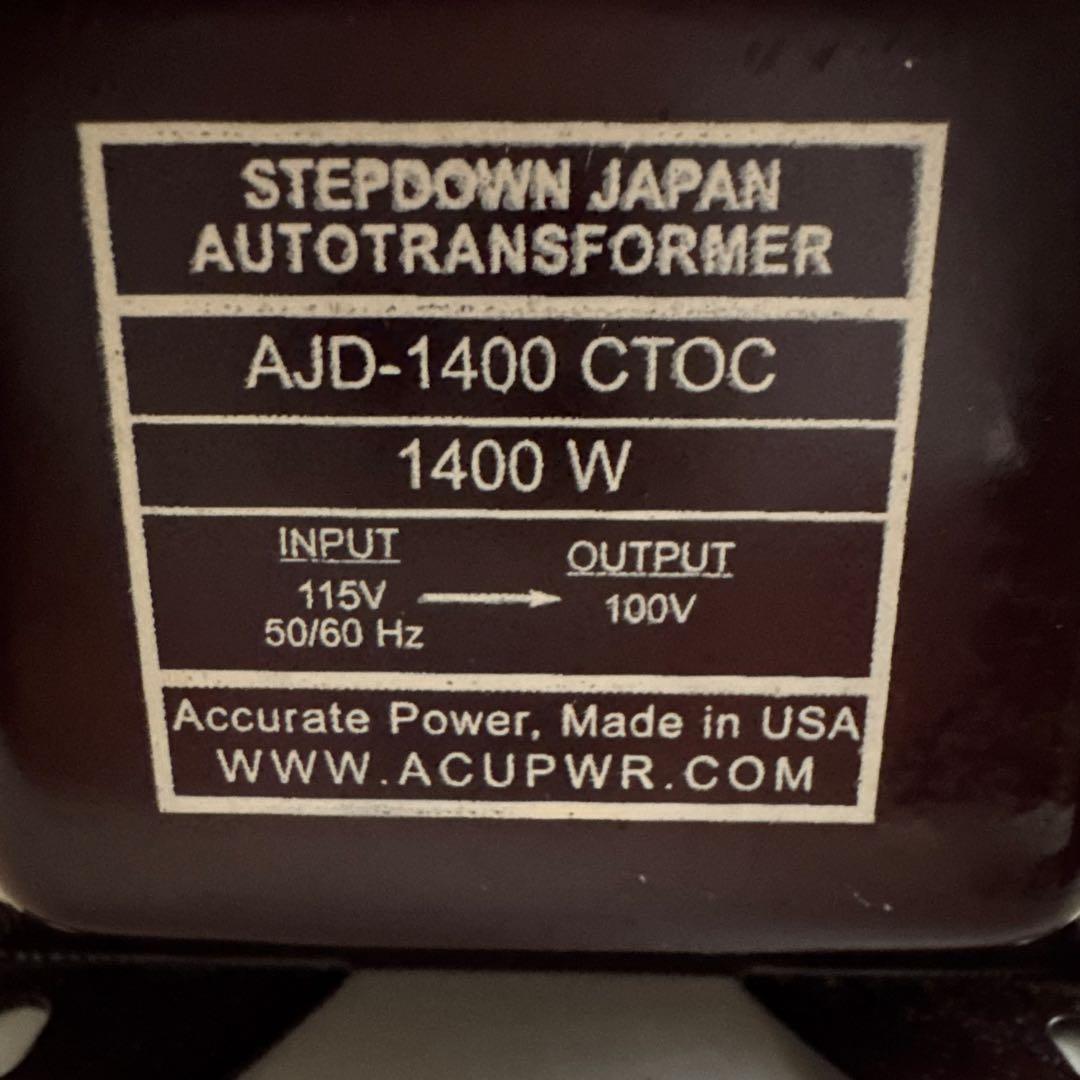 STEPDOWN JAPAN
AUTOTRANSFORMER
AJD-1400 CTOC
1400 W
INPUT
115V
50/60 Hz
OUTPUT
100V
Accurate Power, Made in USA
WWW.ACUPWR.COM